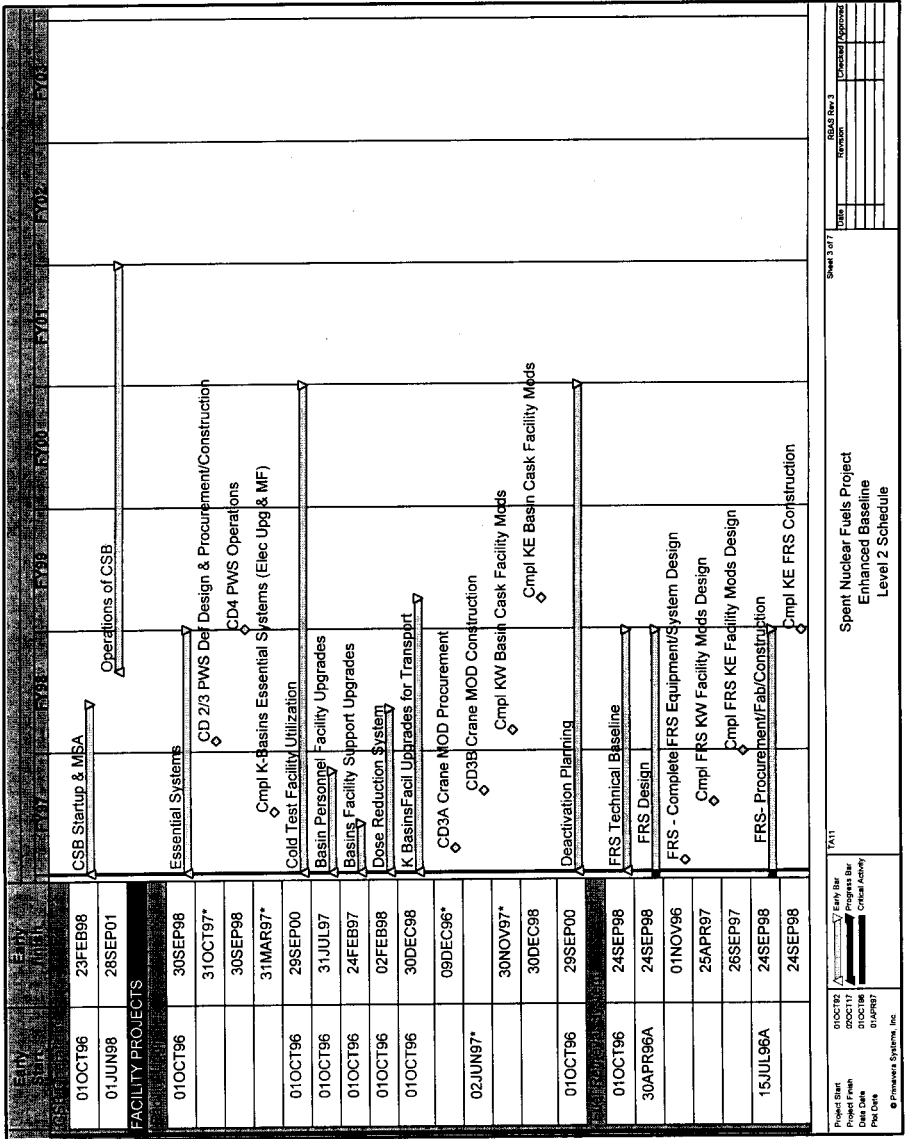 Early Start Early Finish FY97 FY98 FY99 FY00 FY01 FY02 FY03
01OCT96 23FEB98 CSB Startup & MSA
01JUN98 28SEP01 Operations of CSB
FACILITY PROJECTS
01OCT96 30SEP98 Essential Systems
31OCT97* CD 2/3 PWS Def Design & Procurement/Construction
30SEP98 CD4 PWS Operations
31MAR97* Cmpl K-Basins Essential Systems (Elec Upg & MF)
01OCT96 29SEP00 Cold Test Facility Utilization
01OCT96 31JUL97 Basin Personnel Facility Upgrades
01OCT96 24FEB97 Basins Facility Support Upgrades
01OCT96 02FEB98 Dose Reduction System
01OCT96 30DEC98 K BasinsFacil Upgrades for Transport
09DEC96* CD3A Crane MOD Procurement
02JUN97* CD3B Crane MOD Construction
30NOV97* Cmpl KW Basin Cask Facility Mods
30DEC98 Cmpl KE Basin Cask Facility Mods
01OCT96 29SEP00 Deactivation Planning
01OCT96 24SEP98 FRS Technical Baseline
30APR96A 24SEP98 FRS Design
01NOV96 FRS - Complete FRS Equipment/System Design
25APR97 Cmpl FRS KW Facility Mods Design
26SEP97 Cmpl FRS KE Facility Mods Design
15JUL96A 24SEP98 FRS- Procurement/Fab/Construction
24SEP98 Cmpl KE FRS Construction
Project Start 01OCT92
Project Finish 02OCT17
Data Date 01OCT96
Plot Date 01APR97
© Primavera Systems, Inc.
Early Bar
Progress Bar
Critical Activity
TA11
Spent Nuclear Fuels Project
Enhanced Baseline
Level 2 Schedule
Sheet 3 of 7
RBAS Rev 3
Date Revision Checked Approved